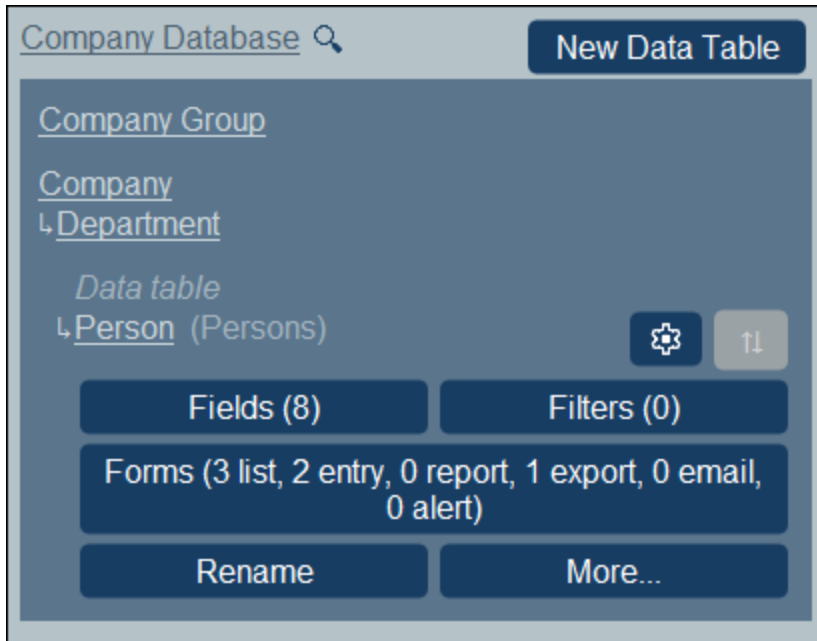 Company Database
New Data Table
Company Group
Company
↳Department
Data table
↳Person (Persons)
Fields (8)
Filters (0)
Forms (3 list, 2 entry, 0 report, 1 export, 0 email,
0 alert)
Rename
More...